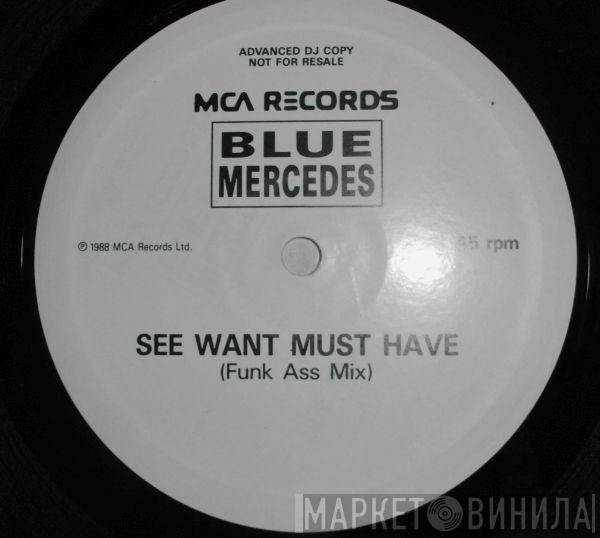 ADVANCED DJ COPY
NOT FOR RESALE
MCA RECORDS
BLUE
MERCEDES
℗ 1988 MCA Records Ltd.
45 rpm
SEE WANT MUST HAVE
(Funk Ass Mix)
МАРКЕТ ВИНИЛА